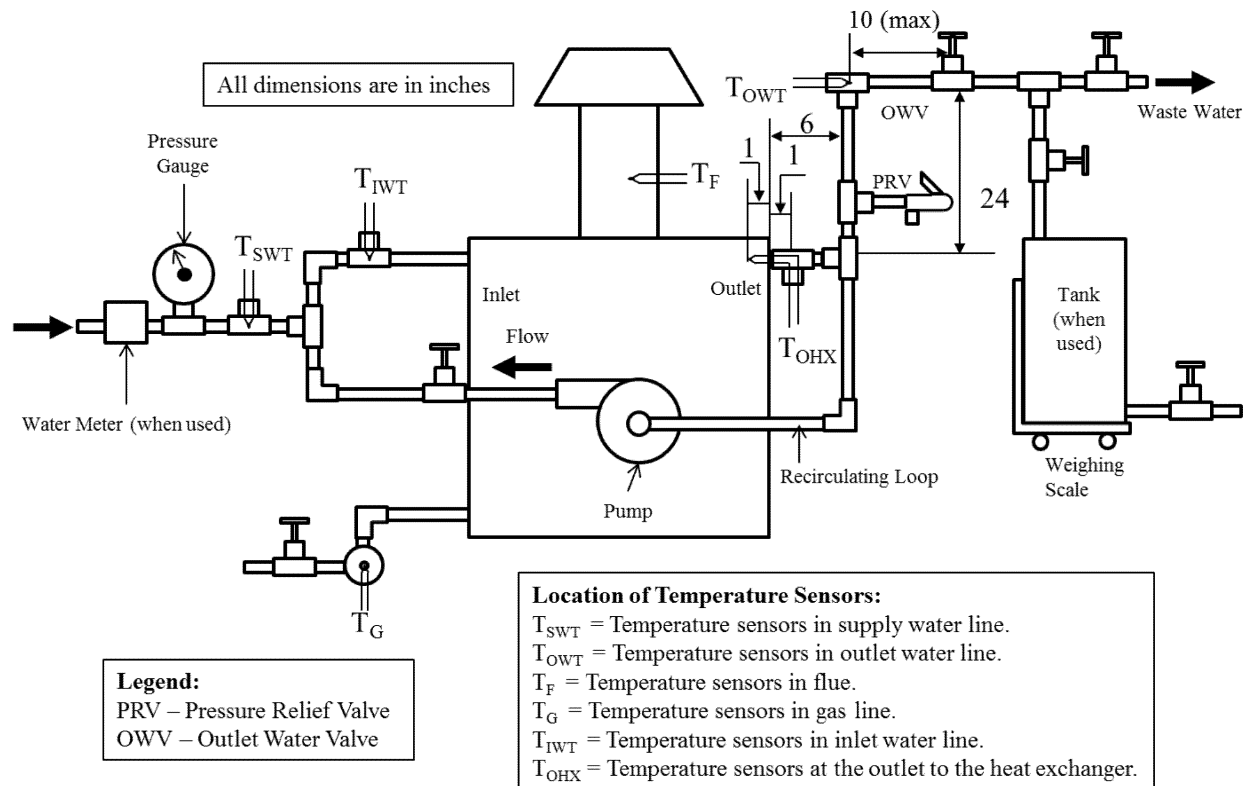 10 (max)
All dimensions are in inches
T_OWT
OWV
Waste Water
Pressure
Gauge
6
1
1
T_IWT
T_F
PRV
24
T_SWT
Inlet
Outlet
Tank
(when
used)
Flow
T_OHX
Water Meter (when used)
Recirculating Loop
Weighing
Scale
Pump
T_G
Location of Temperature Sensors:
T_SWT = Temperature sensors in supply water line.
T_OWT = Temperature sensors in outlet water line.
T_F = Temperature sensors in flue.
T_G = Temperature sensors in gas line.
T_IWT = Temperature sensors in inlet water line.
T_OHX = Temperature sensors at the outlet to the heat exchanger.
Legend:
PRV – Pressure Relief Valve
OWV – Outlet Water Valve